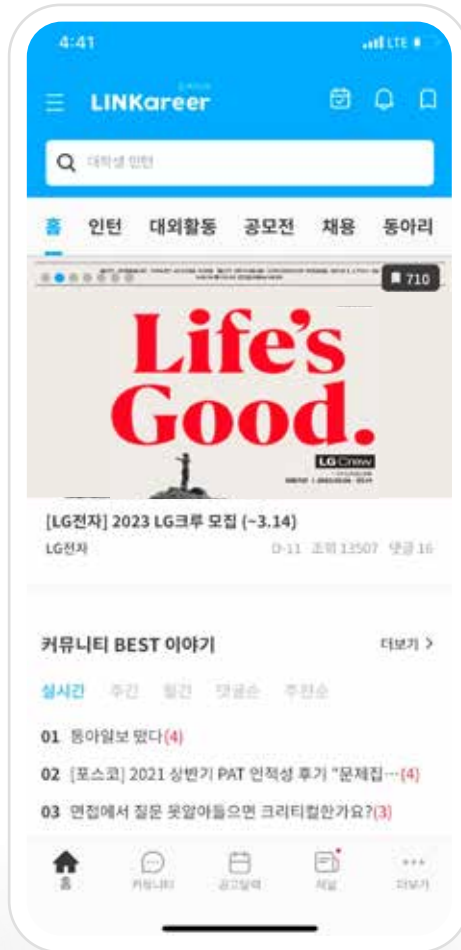 4:41
LTE
LINKareer
대학생 인턴
홈 인턴 대외활동 공모전 채용 동아리
710
Life's
Good.
LG Crew
[LG전자] 2023 LG크루 모집 (~3.14)
LG전자 D-11 조회 13507 댓글 16
커뮤니티 BEST 이야기 더보기 >
실시간 주간 월간 댓글순 추천순
01 동아일보 떴다(4)
02 [포스코] 2021 상반기 PAT 인적성 후기 "문제집…(4)
03 면접에서 질문 못알아들으면 크리티컬한가요?(3)
홈 커뮤니티 공고달력 채널 더보기